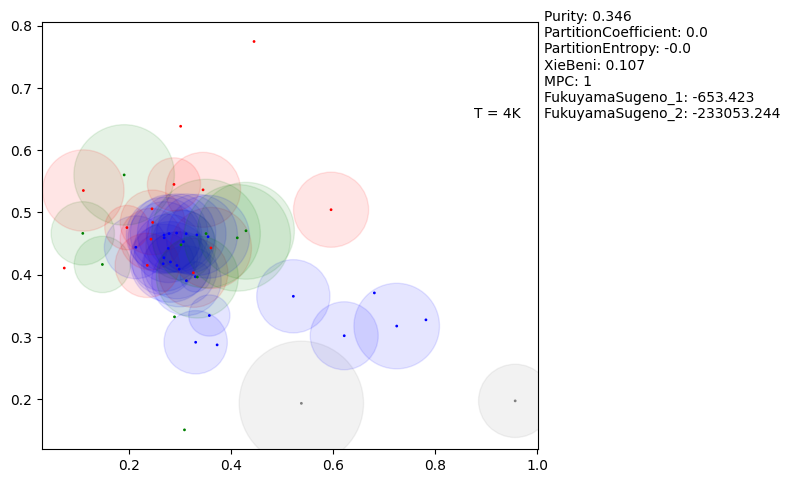 Purity: 0.346
PartitionCoefficient: 0.0
PartitionEntropy: -0.0
XieBeni: 0.107
MPC: 1
FukuyamaSugeno_1: -653.423
FukuyamaSugeno_2: -233053.244
T = 4K
0.8
0.7
0.6
0.5
0.4
0.3
0.2
0.2 0.4 0.6 0.8 1.0